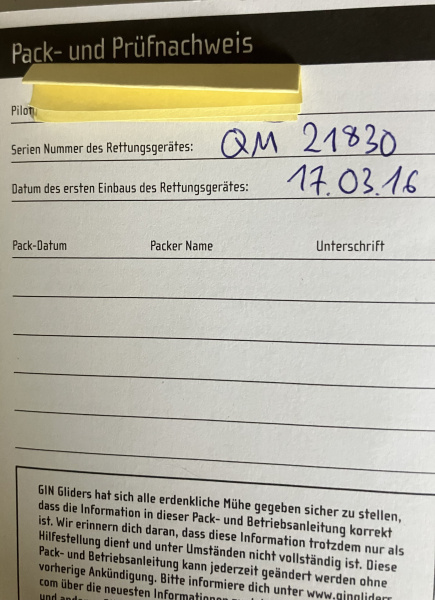 Pack- und Prüfnachweis
Serien Nummer des Rettungsgerätes: QM 21830
Datum des ersten Einbaus des Rettungsgerätes: 17.03.16
Pack-Datum Packer Name Unterschrift
GIN Gliders hat sich alle erdenkliche Mühe gegeben sicher zu stellen,
dass die Information in dieser Pack- und Betriebsanleitung korrekt
ist. Wir erinnern dich daran, dass diese Information trotzdem nur als
Hilfestellung dient und unter Umständen nicht vollständig ist. Diese
Pack- und Betriebsanleitung kann jederzeit geändert werden ohne
vorherige Ankündigung. Bitte informiere dich unter www.gingliders.
com über die neuesten Informationen